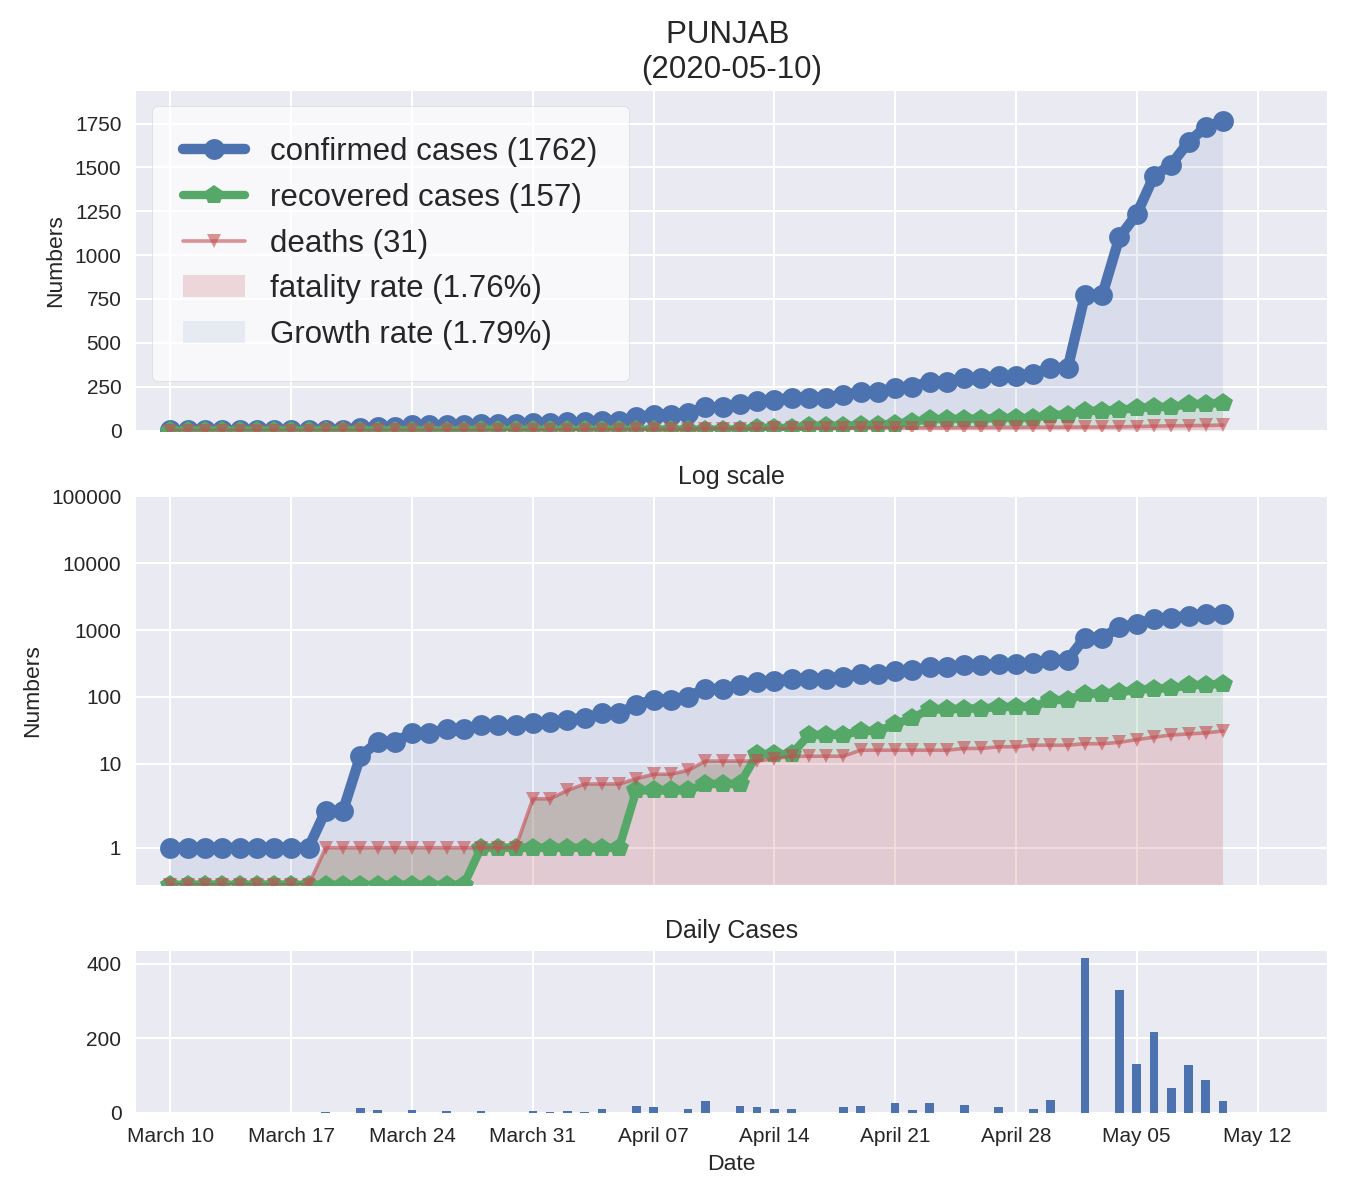 PUNJAB
(2020-05-10)
Numbers
1750
1500
1250
1000
750
500
250
0
confirmed cases (1762)
recovered cases (157)
deaths (31)
fatality rate (1.76%)
Growth rate (1.79%)
Log scale
Numbers
100000
10000
1000
100
10
1
Daily Cases
400
200
0
March 10 March 17 March 24 March 31 April 07 April 14 April 21 April 28 May 05 May 12
Date